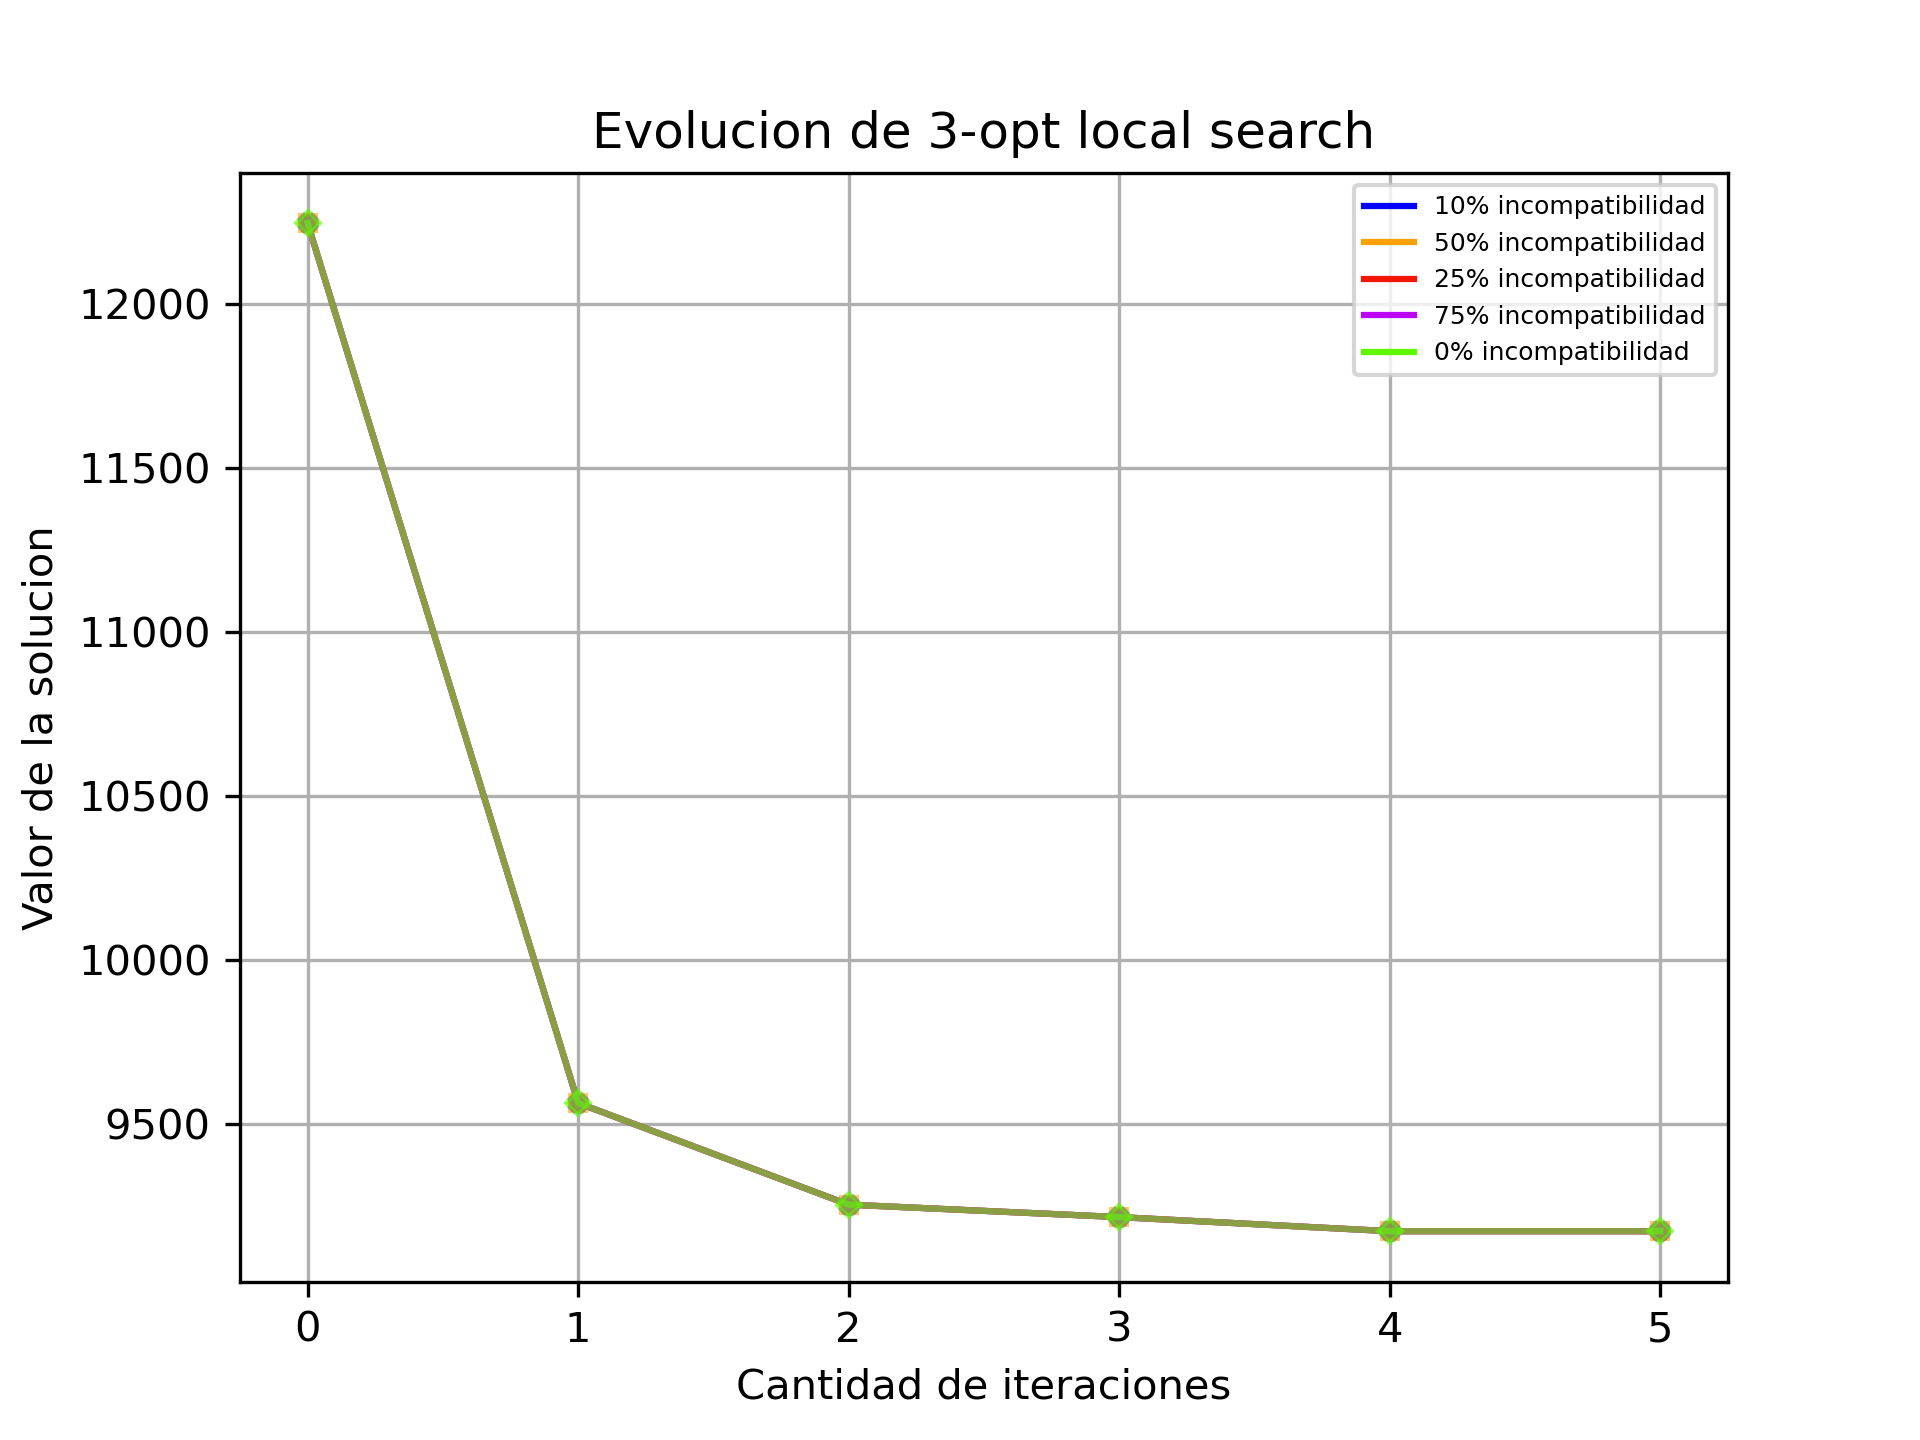 Evolucion de 3-opt local search
10% incompatibilidad
50% incompatibilidad
25% incompatibilidad
75% incompatibilidad
0% incompatibilidad
12000
11500
11000
10500
10000
9500
Valor de la solucion
0 1 2 3 4 5
Cantidad de iteraciones